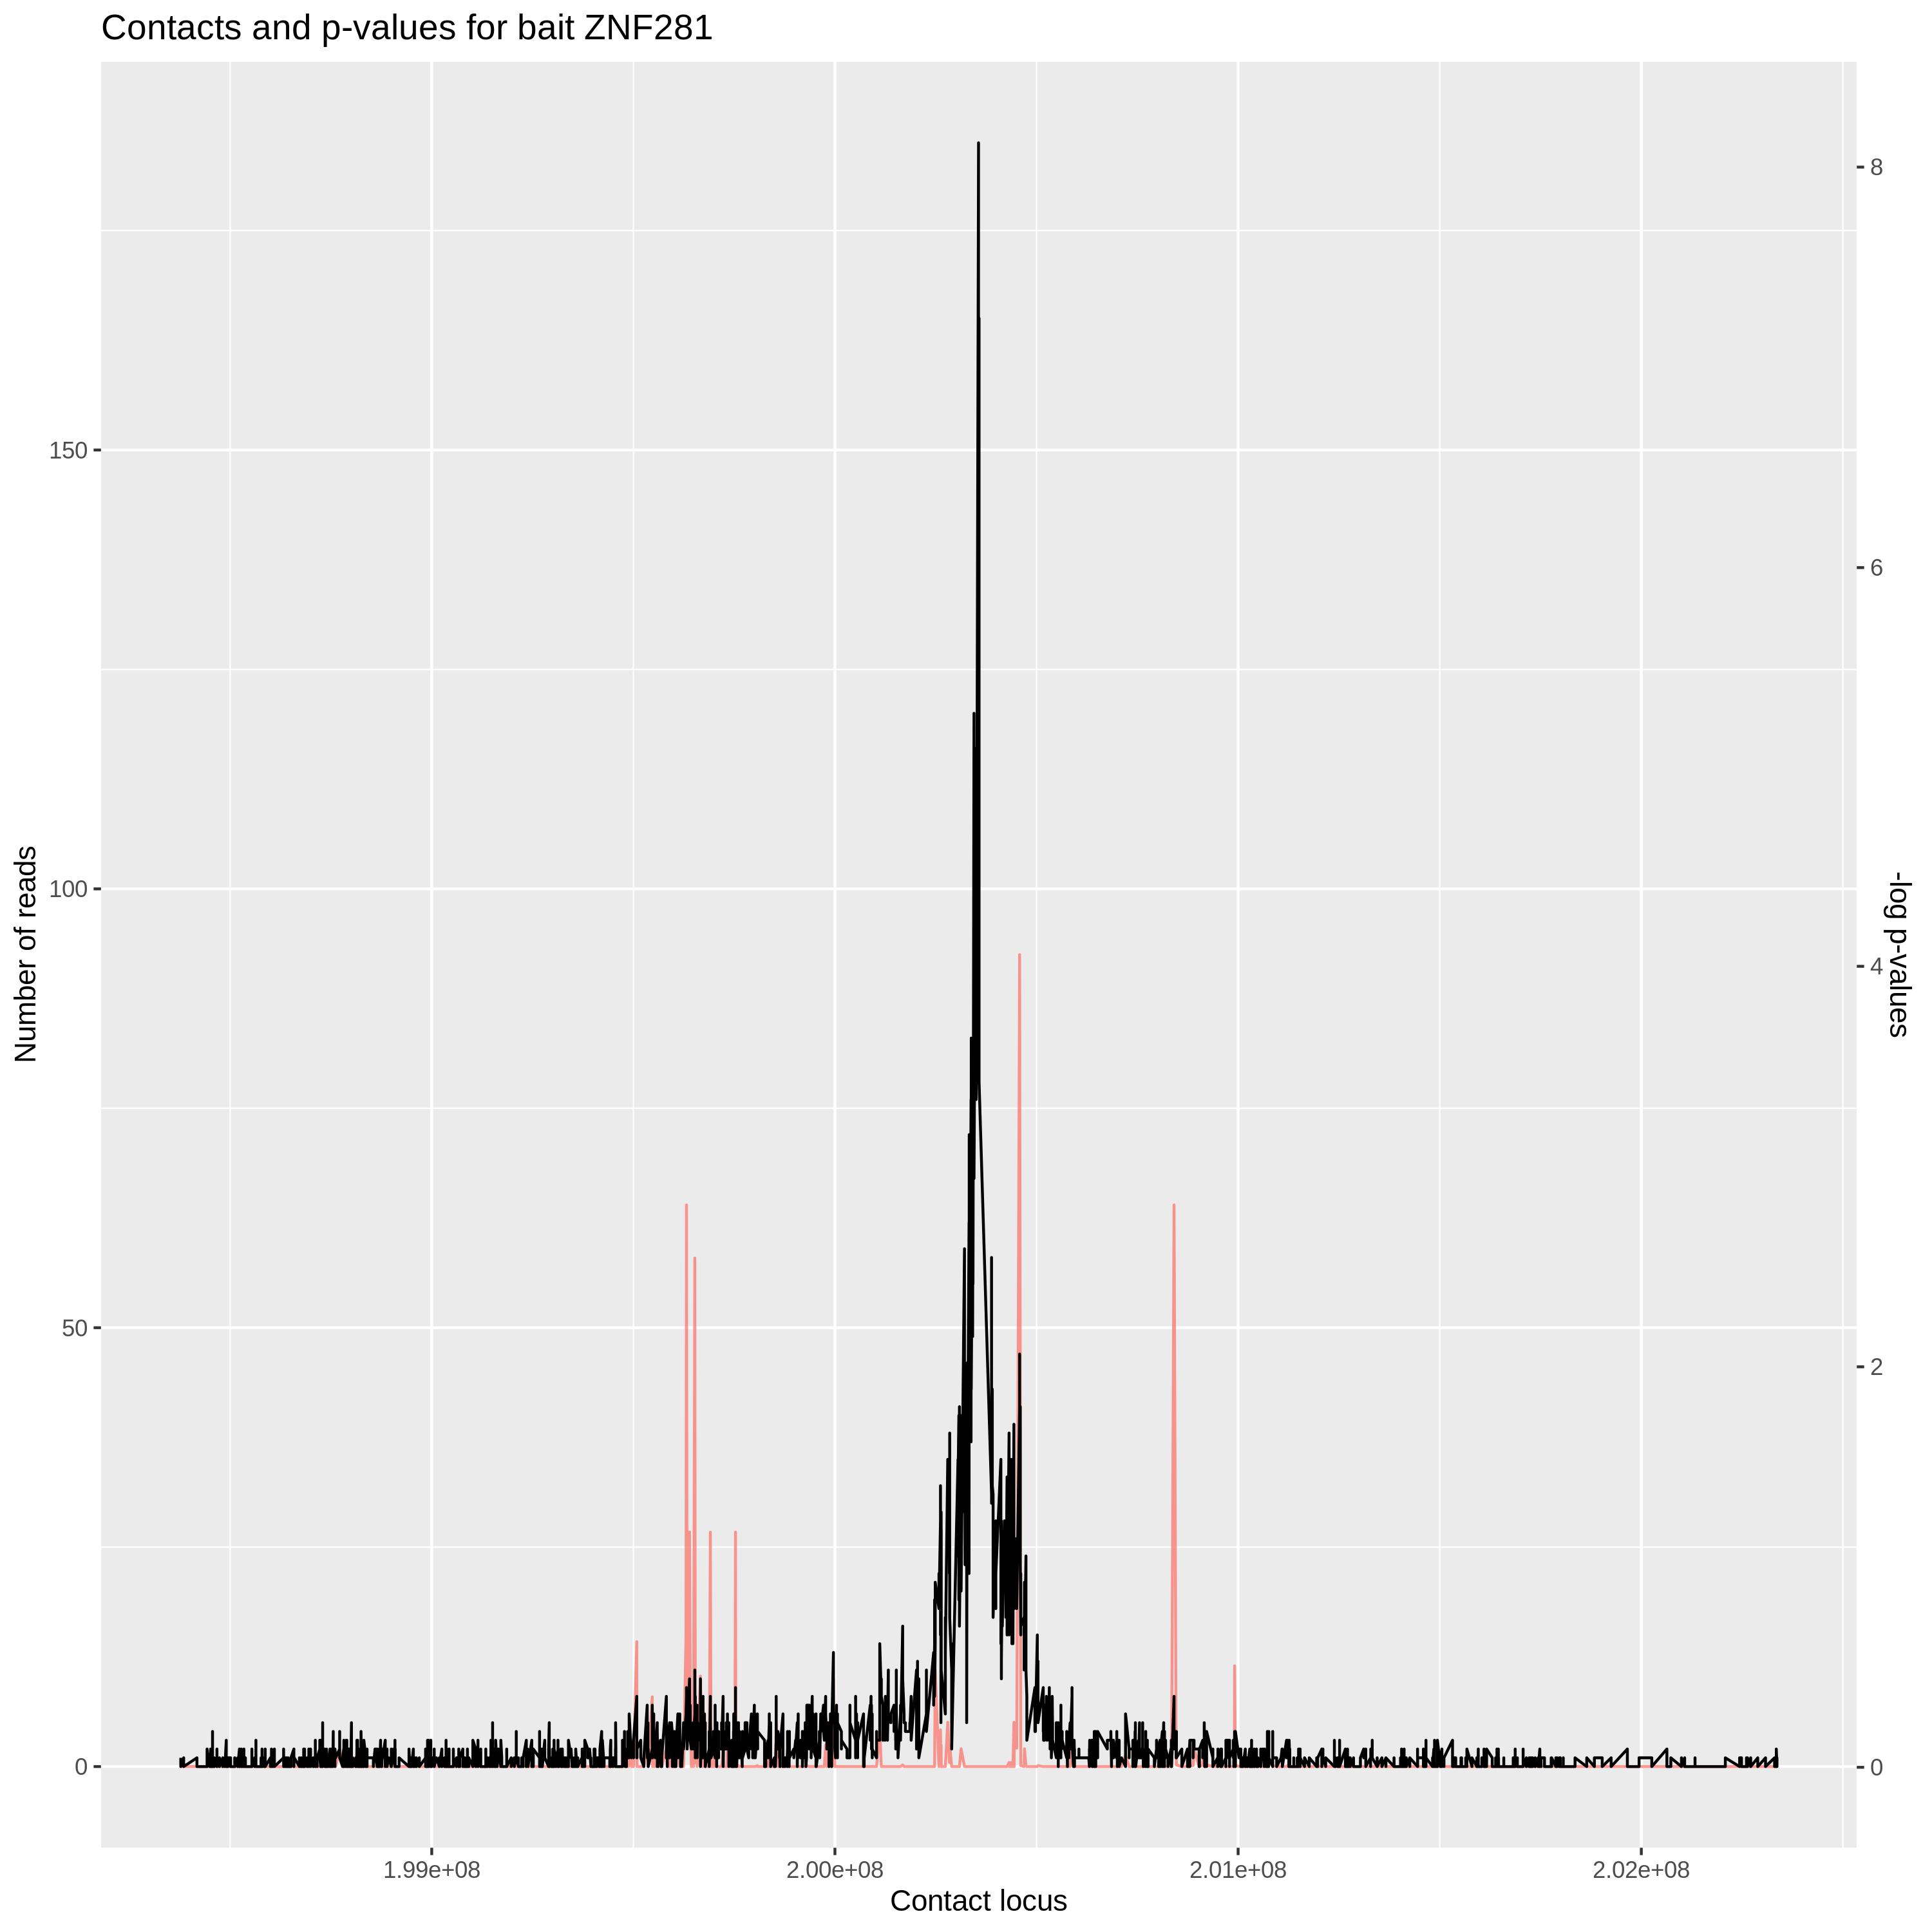 Contacts and p-values for bait ZNF281
8
150
6
100
Number of reads
-log p-values
4
50
2
0
0
1.99e+08 2.00e+08 2.01e+08 2.02e+08
Contact locus